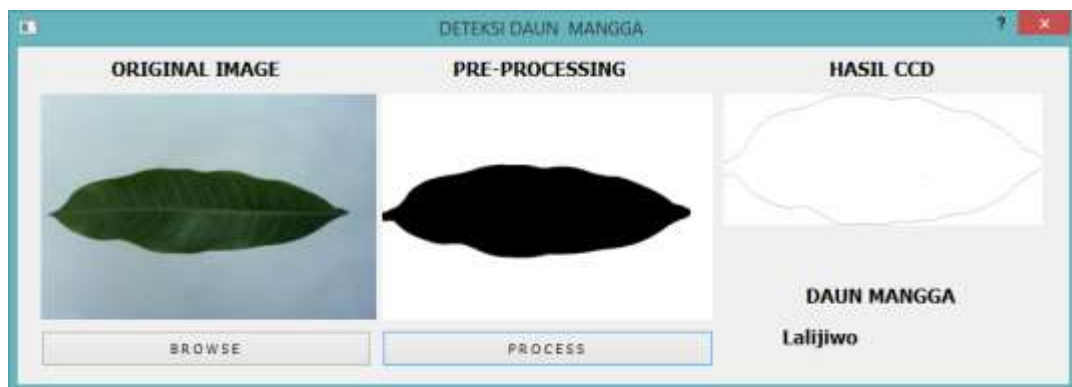 DETEKSI DAUN MANGGA
?
x
ORIGINAL IMAGE
PRE-PROCESSING
HASIL CCD
DAUN MANGGA
Lalijiwo
BROWSE
PROCESS